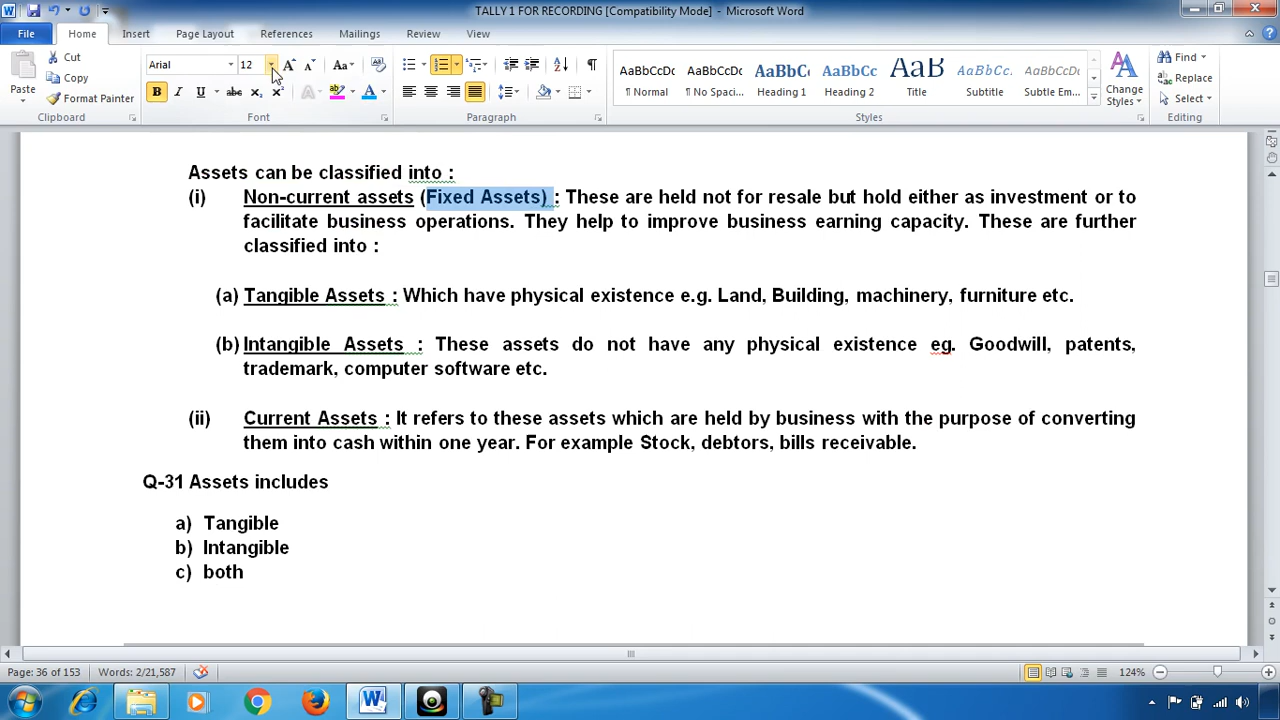 TALLY 1 FOR RECORDING [Compatibility Mode] - Microsoft Word
File Home Insert Page Layout References Mailings Review View
Paste
Cut
Copy
Format Painter
Clipboard
Arial 12
Font
Paragraph
AaBbCcDc AaBbCcDc AaBbCc AaBbCc AaB AaBbCc. AaBbCcDc
¶ Normal ¶ No Spaci... Heading 1 Heading 2 Title Subtitle Subtle Em...
Styles
Change Styles
Find
Replace
Select
Editing
Assets can be classified into :
(i) Non-current assets (Fixed Assets) : These are held not for resale but hold either as investment or to
facilitate business operations. They help to improve business earning capacity. These are further
classified into :
(a) Tangible Assets : Which have physical existence e.g. Land, Building, machinery, furniture etc.
(b) Intangible Assets : These assets do not have any physical existence eg. Goodwill, patents,
trademark, computer software etc.
(ii) Current Assets : It refers to these assets which are held by business with the purpose of converting
them into cash within one year. For example Stock, debtors, bills receivable.
Q-31 Assets includes
a) Tangible
b) Intangible
c) both
Page: 36 of 153 Words: 2/21,587 124%